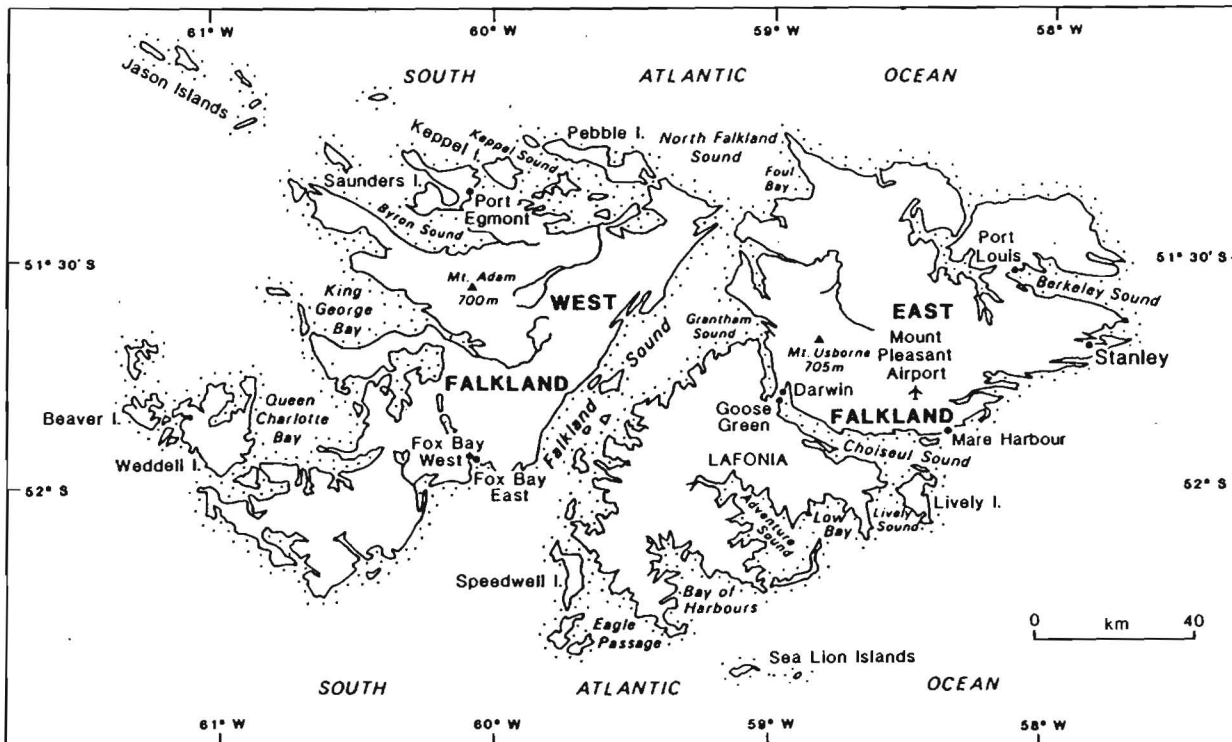 61° W
60° W
59° W
58° W
SOUTH
ATLANTIC
OCEAN
Jason Islands
Keppel I.
Keppel Sound
Pebble I.
North Falkland
Sound
Foul
Bay
Saunders I.
Port
Egmont
Byron Sound
51° 30' S
51° 30' S
Port
Louis
Berkeley Sound
Mt. Adam
700m
WEST
EAST
King
George
Bay
Grantham
Sound
Mt. Usborne
705m
Mount
Pleasant
Airport
Stanley
FALKLAND
Falkland Sound
Darwin
Goose
Green
FALKLAND
Mare Harbour
Choiseul Sound
Queen
Charlotte
Bay
Beaver I.
Weddell I.
Fox Bay
West
Fox Bay
East
LAFONIA
52° S
52° S
Adventure
Sound
Low
Bay
Lively
Sound
Lively I.
Speedwell I.
Bay of
Harbours
Eagle
Passage
0 km 40
Sea Lion Islands
SOUTH
ATLANTIC
OCEAN
61° W
60° W
59° W
58° W